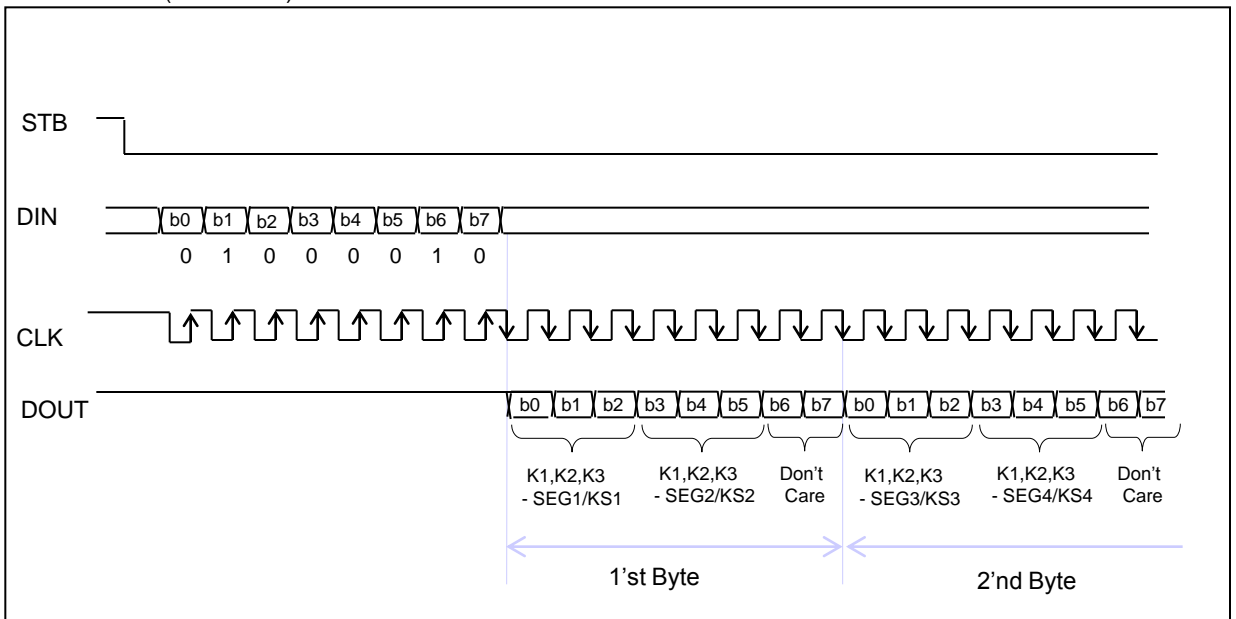 STB
DIN
b0 b1 b2 b3 b4 b5 b6 b7
0 1 0 0 0 0 1 0
CLK
DOUT
b0 b1 b2 b3 b4 b5 b6 b7 b0 b1 b2 b3 b4 b5 b6 b7
K1,K2,K3
- SEG1/KS1
K1,K2,K3
- SEG2/KS2
Don't
Care
K1,K2,K3
- SEG3/KS3
K1,K2,K3
- SEG4/KS4
Don't
Care
1'st Byte
2'nd Byte